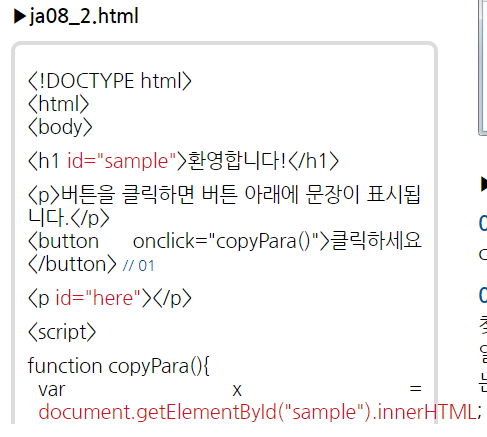 ▶ja08_2.html
<!DOCTYPE html>
<html>
<body>
<h1 id="sample">환영합니다!</h1>
<p>버튼을 클릭하면 버튼 아래에 문장이 표시됩
니다.</p>
<button onclick="copyPara()">클릭하세요
</button> // 01
<p id="here"></p>
<script>
function copyPara(){
var x =
document.getElementById("sample").innerHTML;